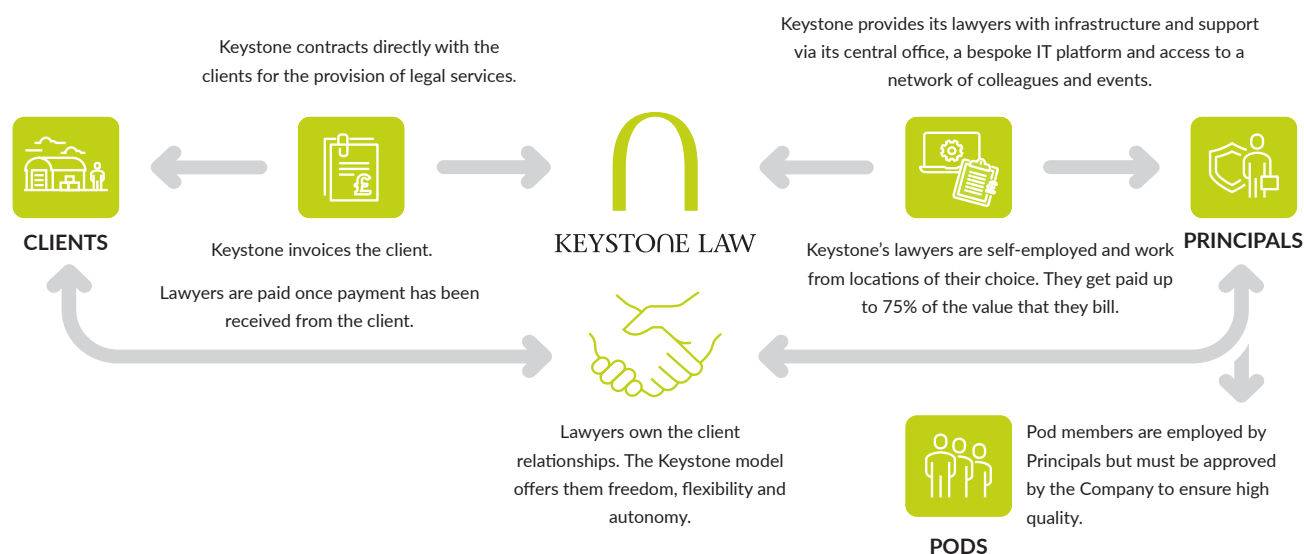 Keystone contracts directly with the
clients for the provision of legal services.
Keystone provides its lawyers with infrastructure and support
via its central office, a bespoke IT platform and access to a
network of colleagues and events.
£
£
CLIENTS
Keystone invoices the client.
Lawyers are paid once payment has been
received from the client.
KEYSTONE LAW
Keystone’s lawyers are self-employed and work
from locations of their choice. They get paid up
to 75% of the value that they bill.
PRINCIPALS
Lawyers own the client
relationships. The Keystone model
offers them freedom, flexibility and
autonomy.
Pod members are employed by
Principals but must be approved
by the Company to ensure high
quality.
PODS